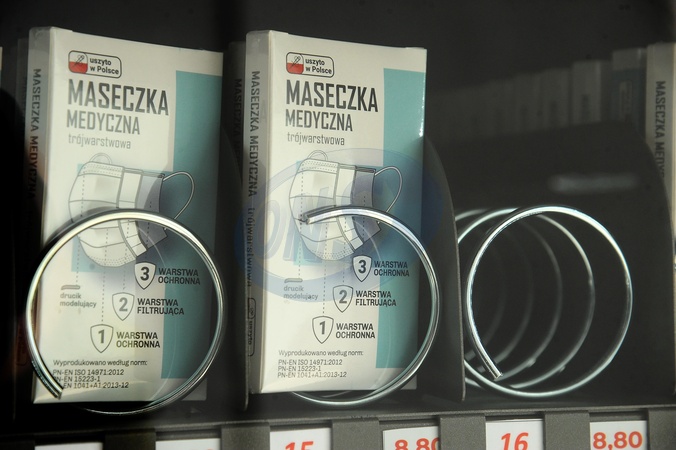 uszyto
w Polsce
MASECZKA
MEDYCZNA
trójwarstwowa
3 WARSTWA
OCHRONNA
drucik
modelujący
2 WARSTWA
FILTRUJĄCA
1 WARSTWA
OCHRONNA
Wyprodukowano według norm:
PN-EN ISO 14971:2012
PN-EN 15223-1
PN-EN 1041+A1:2013-12
MASECZKA MEDYCZNA
uszyto
w Polsce
MASECZKA
MEDYCZNA
trójwarstwowa
3 WARSTWA
OCHRONNA
drucik
modelujący
2 WARSTWA
FILTRUJĄCA
1 WARSTWA
OCHRONNA
Wyprodukowano według norm:
PN-EN ISO 14971:2012
PN-EN 15223-1
PN-EN 1041+A1:2013-12
MASECZKA MEDYCZNA trójwarstwowa
MASECZKA
15
8,80
16
8,80